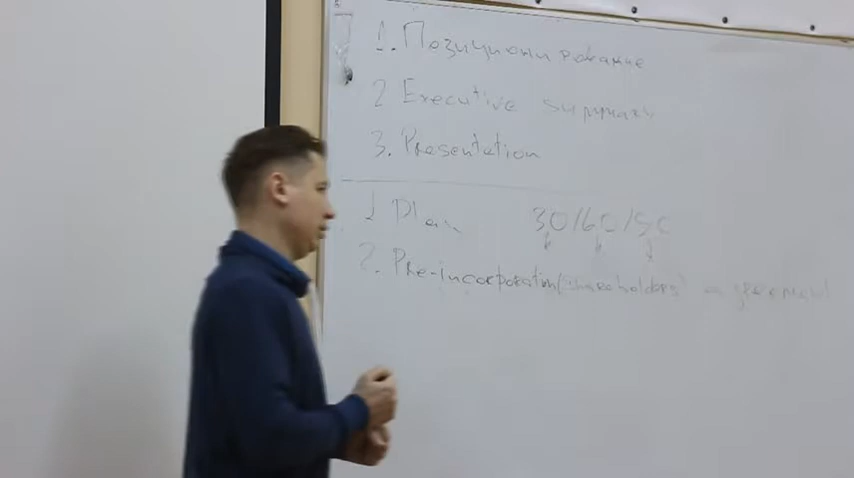 1. Позиционирование
2 Executive summary
3. Presentation
1 Plan 30/60/90
2. Pre-incorporation (shareholders) agreement